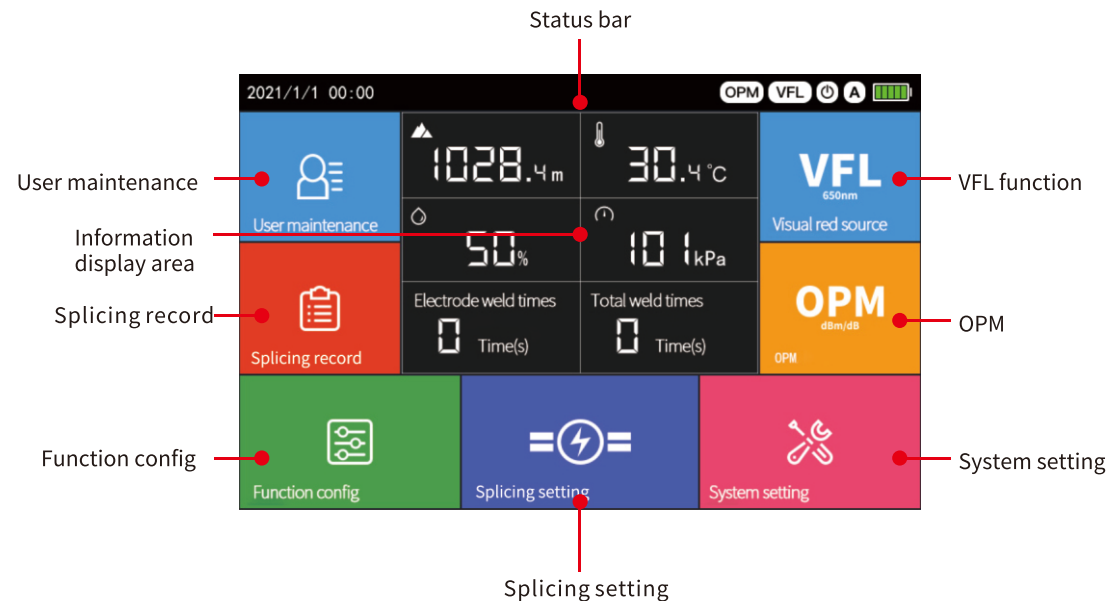 Status bar
2021/1/1 00:00
OPM VFL A
1028.4m
30.4℃
VFL
650nm
User maintenance
User maintenance
Visual red source
VFL function
Information
display area
50%
101kPa
Splicing record
Splicing record
Electrode weld times
0 Time(s)
Total weld times
0 Time(s)
OPM
dBm/dB
OPM
OPM
Function config
Function config
Splicing setting
System setting
System setting
Splicing setting